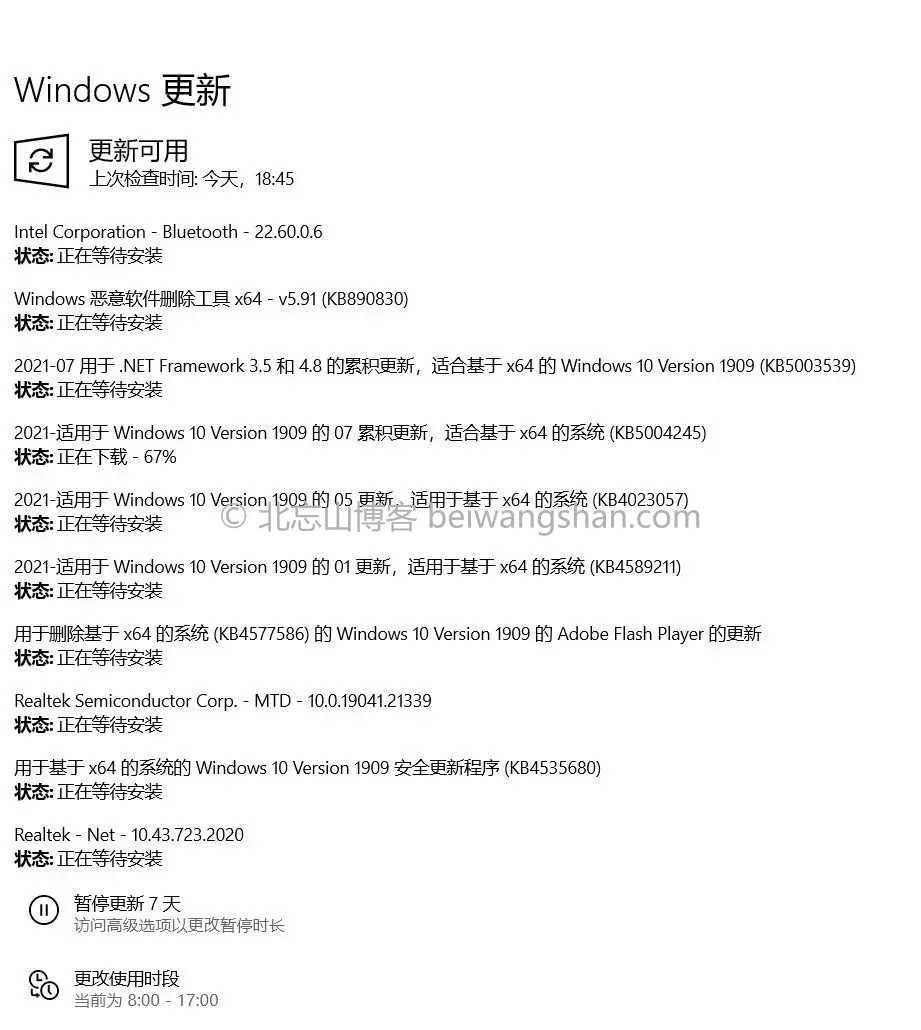 Windows 更新
更新可用
上次检查时间: 今天，18:45
Intel Corporation - Bluetooth - 22.60.0.6
状态: 正在等待安装
Windows 恶意软件删除工具 x64 - v5.91 (KB890830)
状态: 正在等待安装
2021-07 用于 .NET Framework 3.5 和 4.8 的累积更新，适合基于 x64 的 Windows 10 Version 1909 (KB5003539)
状态: 正在等待安装
2021-适用于 Windows 10 Version 1909 的 07 累积更新，适合基于 x64 的系统 (KB5004245)
状态: 正在下载 - 67%
2021-适用于 Windows 10 Version 1909 的 05 更新，适用于基于 x64 的系统 (KB4023057)
© 北忘山博客 beiwangshan.com
状态: 正在等待安装
2021-适用于 Windows 10 Version 1909 的 01 更新，适用于基于 x64 的系统 (KB4589211)
状态: 正在等待安装
用于删除基于 x64 的系统 (KB4577586) 的 Windows 10 Version 1909 的 Adobe Flash Player 的更新
状态: 正在等待安装
Realtek Semiconductor Corp. - MTD - 10.0.19041.21339
状态: 正在等待安装
用于基于 x64 的系统的 Windows 10 Version 1909 安全更新程序 (KB4535680)
状态: 正在等待安装
Realtek - Net - 10.43.723.2020
状态: 正在等待安装
暂停更新 7 天
访问高级选项以更改暂停时长
更改使用时段
当前为 8:00 - 17:00